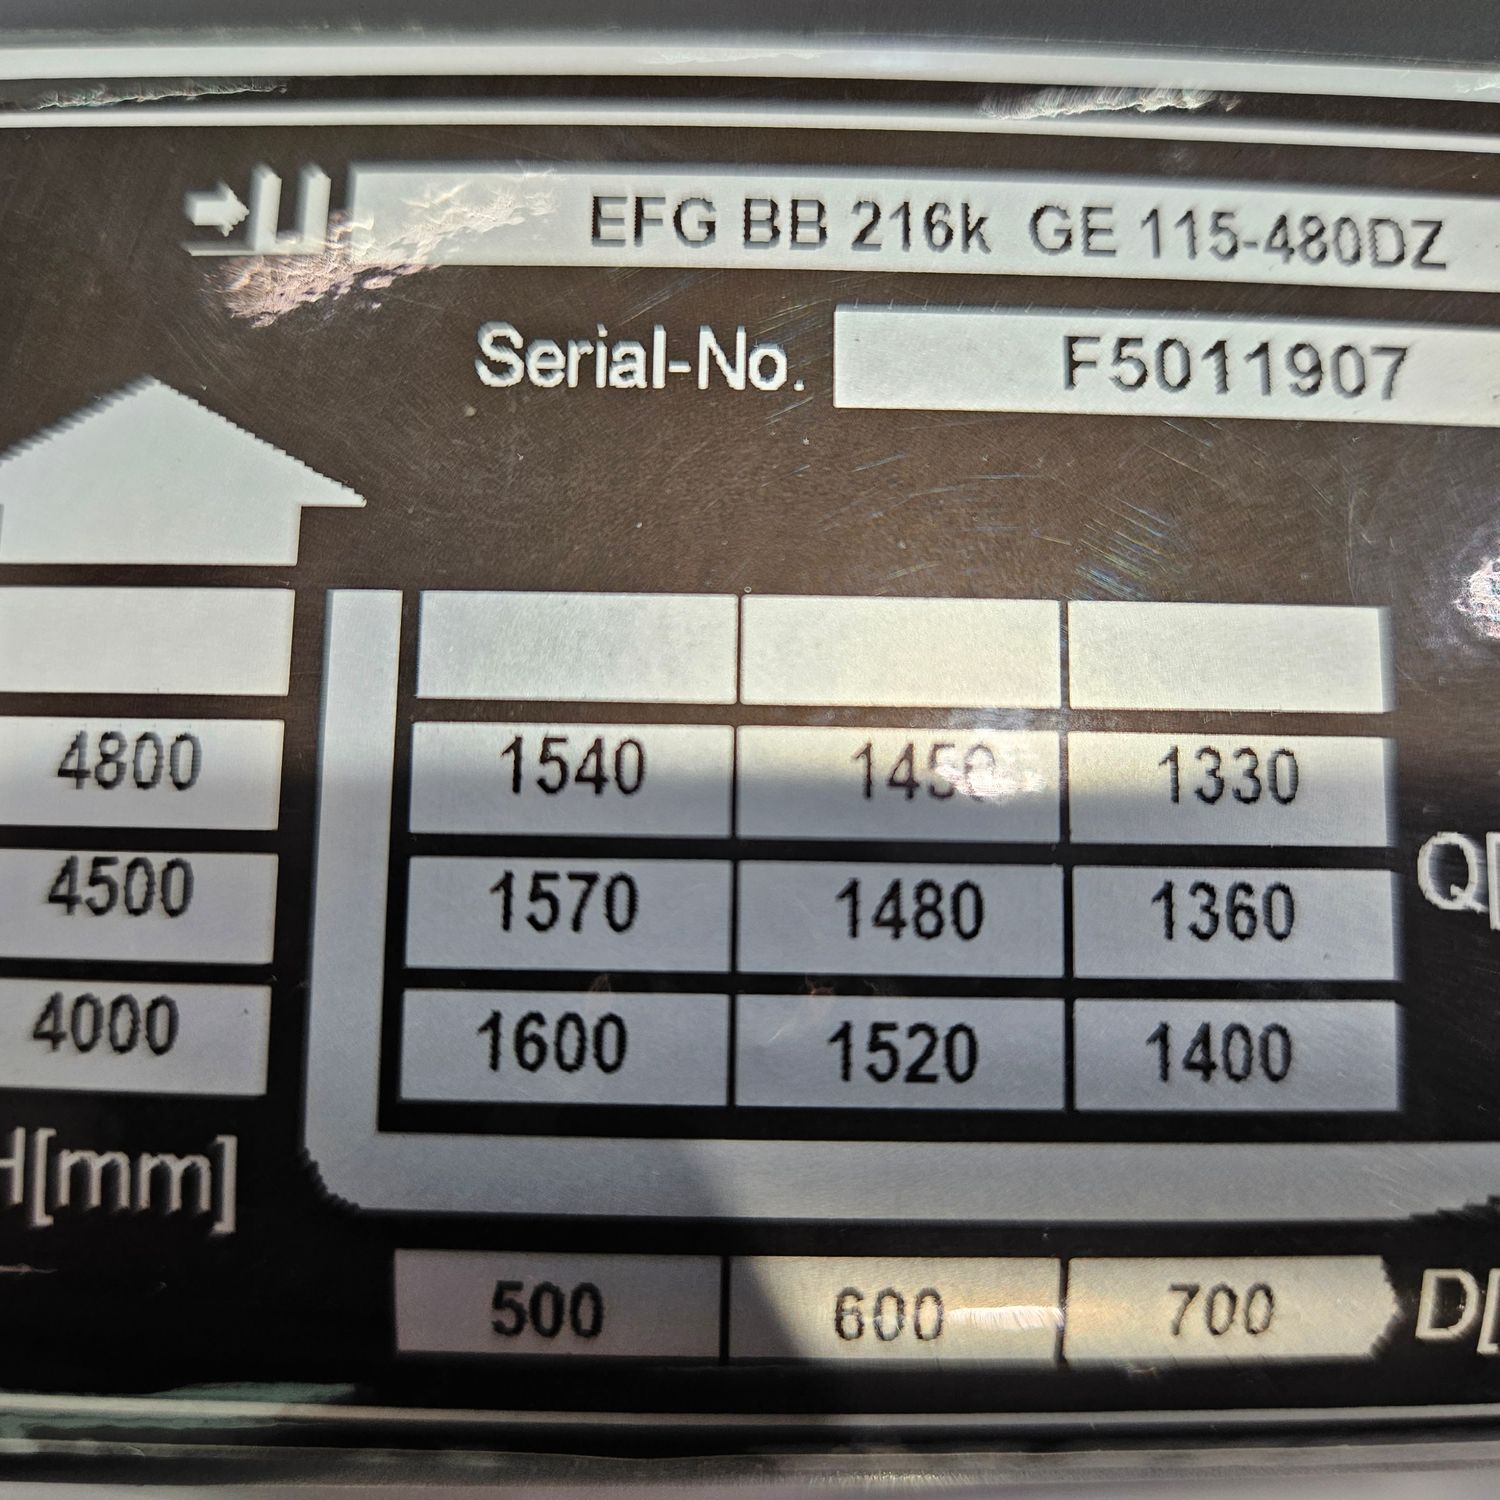 EFG BB 216k GE 115-480DZ
Serial-No. F5011907
4800 1540 1450 1330
4500 1570 1480 1360
Q[
4000 1600 1520 1400
H[mm]
500 600 700 D[